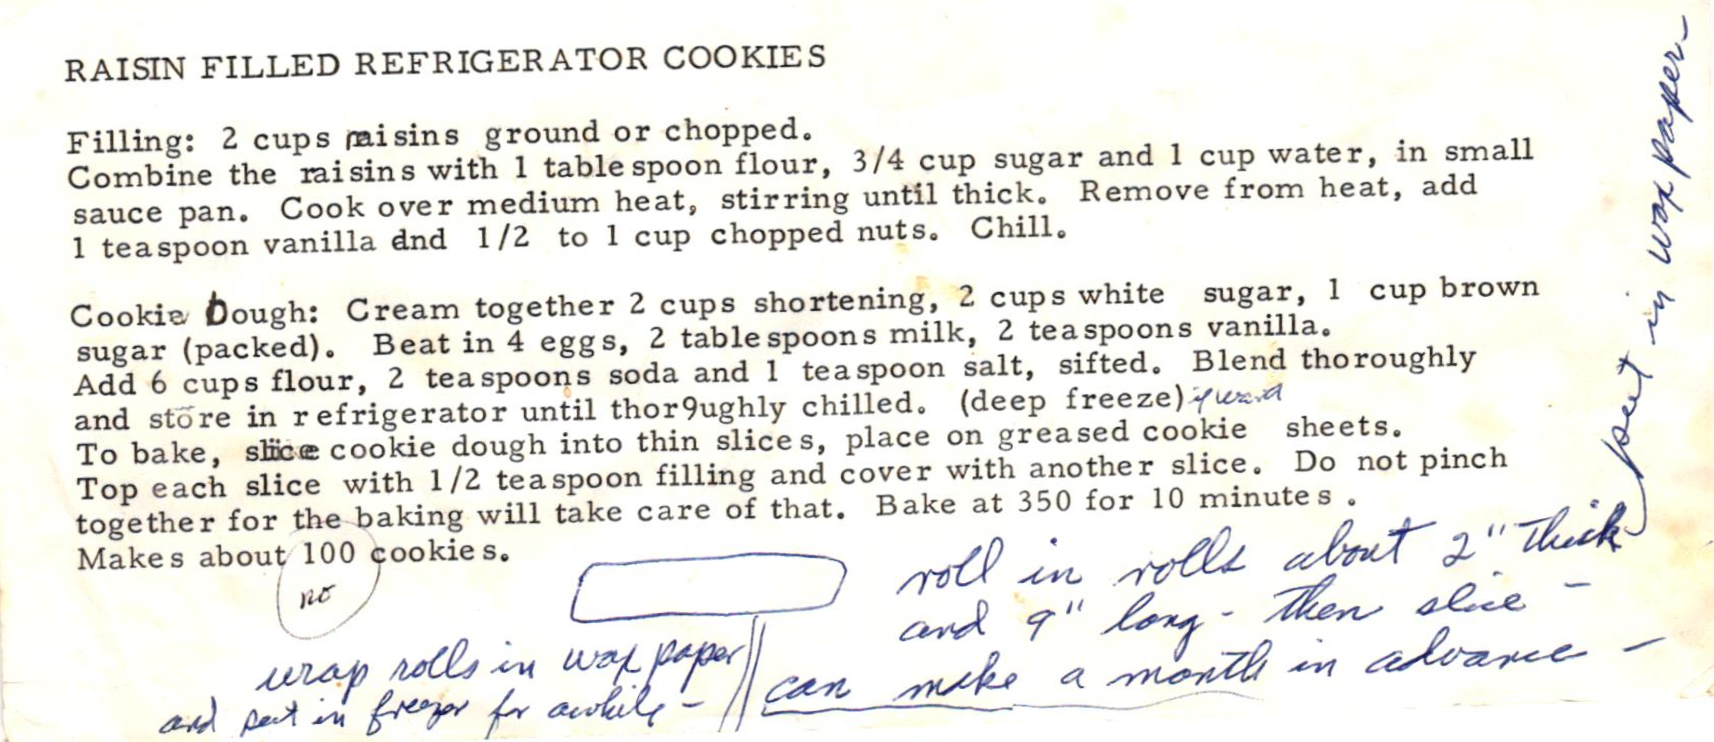 RAISIN FILLED REFRIGERATOR COOKIES
Filling: 2 cups raisins ground or chopped.
Combine the raisins with 1 tablespoon flour, 3/4 cup sugar and 1 cup water, in small
sauce pan. Cook over medium heat, stirring until thick. Remove from heat, add
1 teaspoon vanilla and 1/2 to 1 cup chopped nuts. Chill.
Cookie Dough: Cream together 2 cups shortening, 2 cups white sugar, 1 cup brown
sugar (packed). Beat in 4 eggs, 2 tablespoons milk, 2 teaspoons vanilla.
Add 6 cups flour, 2 teaspoons soda and 1 teaspoon salt, sifted. Blend thoroughly
and store in refrigerator until thor9ughly chilled. (deep freeze) if want
To bake, slice cookie dough into thin slices, place on greased cookie sheets.
Top each slice with 1/2 teaspoon filling and cover with another slice. Do not pinch
together for the baking will take care of that. Bake at 350 for 10 minutes.
Makes about 100 cookies.
no
roll in rolls about 2" thick
and 9" long - then slice -
can make a month in advance -
wrap rolls in wax paper
and put in freezer for awhile -
put in wax paper -